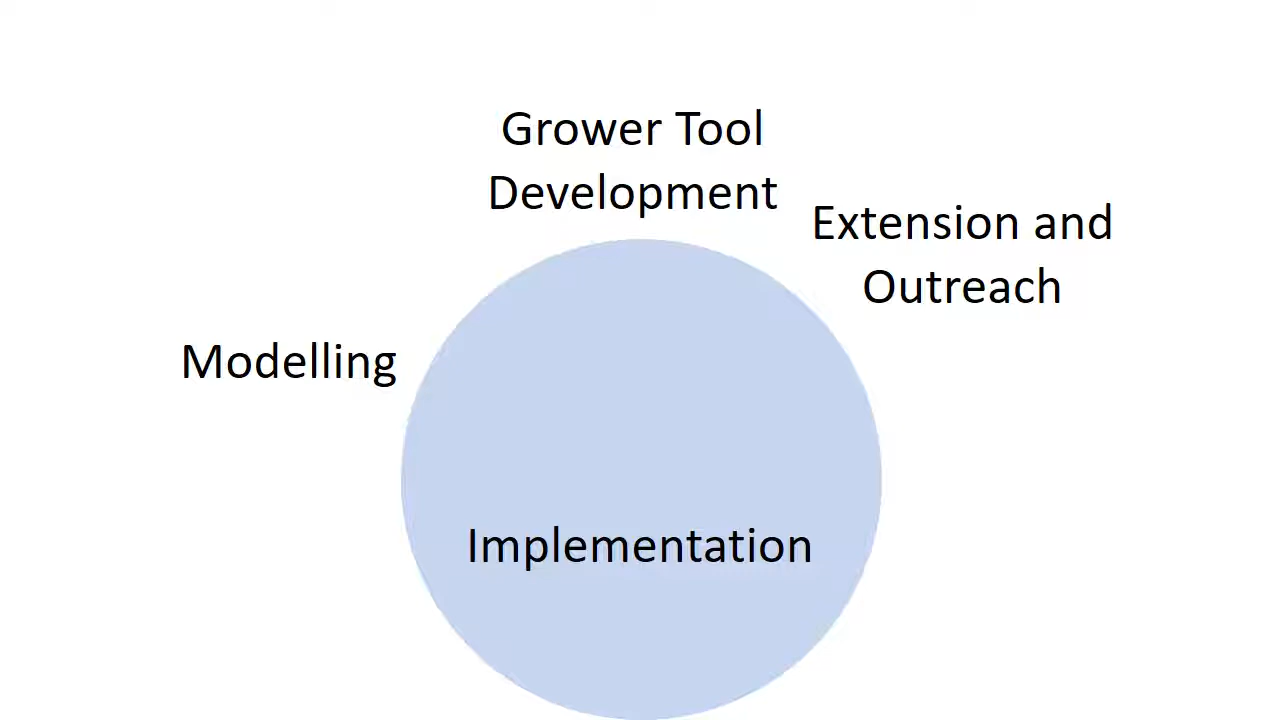 Grower Tool
Development
Extension and
Outreach
Modelling
Implementation